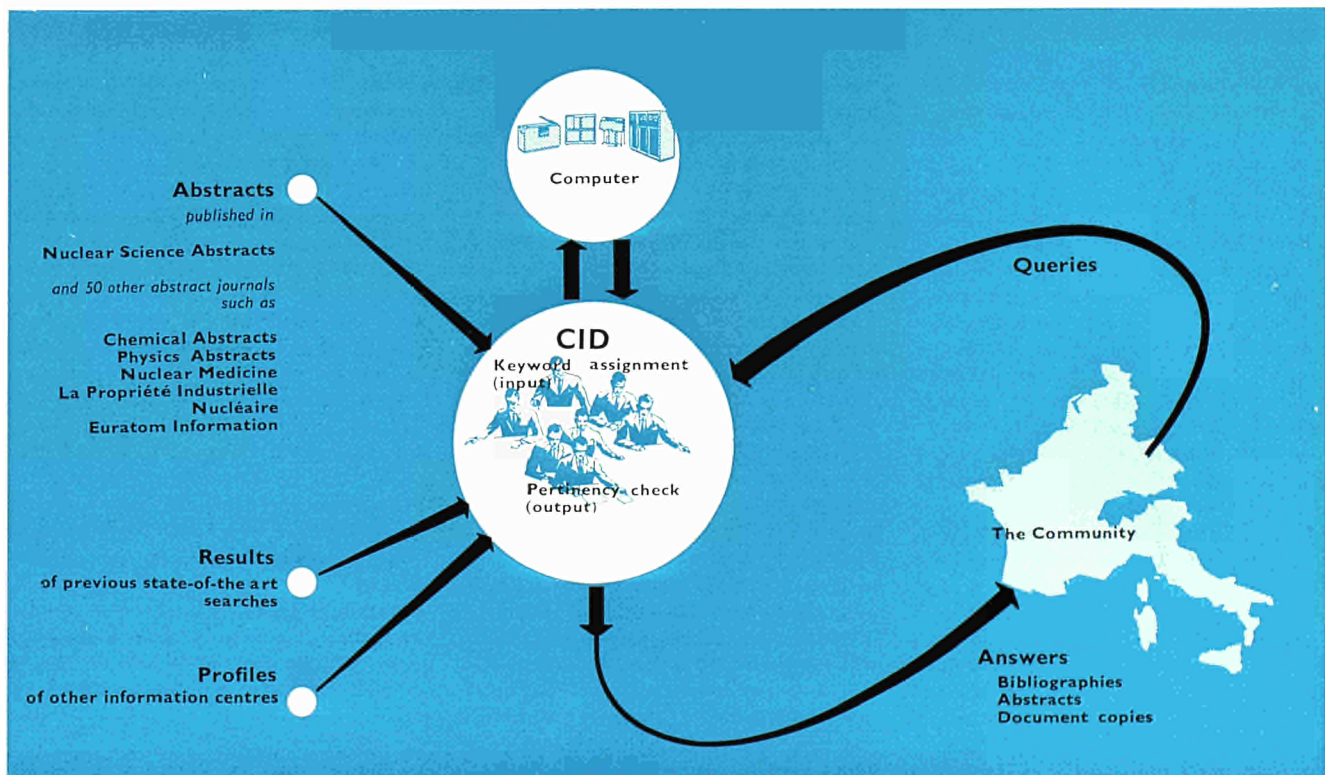 Abstracts
published in
Nuclear Science Abstracts
and 50 other abstract journals
such as
Chemical Abstracts
Physics Abstracts
Nuclear Medicine
La Propriété Industrielle
Nucléaire
Euratom Information
Results
of previous state-of-the art
searches
Profiles
of other information centres
Computer
CID
Keyword assignment
(input)
Pertinency check
(output)
Queries
The Community
Answers
Bibliographies
Abstracts
Document copies